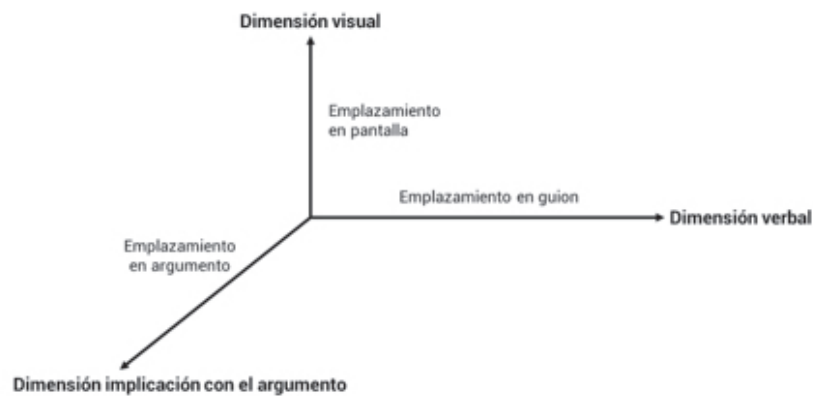 Dimensión visual
Emplazamiento
en pantalla
Emplazamiento en guion
Dimensión verbal
Emplazamiento
en argumento
Dimensión implicación con el argumento